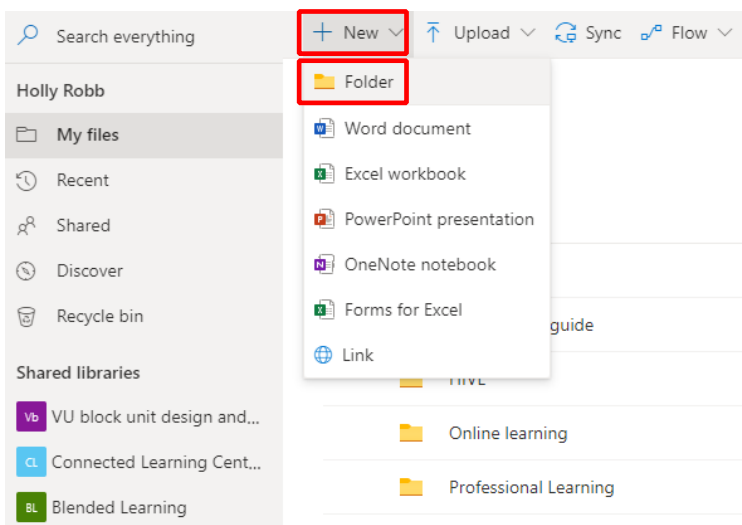 Search everything
New
Upload
Sync
Flow
Holly Robb
My files
Recent
Shared
Discover
Recycle bin
Shared libraries
Vb VU block unit design and...
CL Connected Learning Cent...
BL Blended Learning
Folder
Word document
Excel workbook
PowerPoint presentation
OneNote notebook
Forms for Excel
Link
guide
HIVE
Online learning
Professional Learning